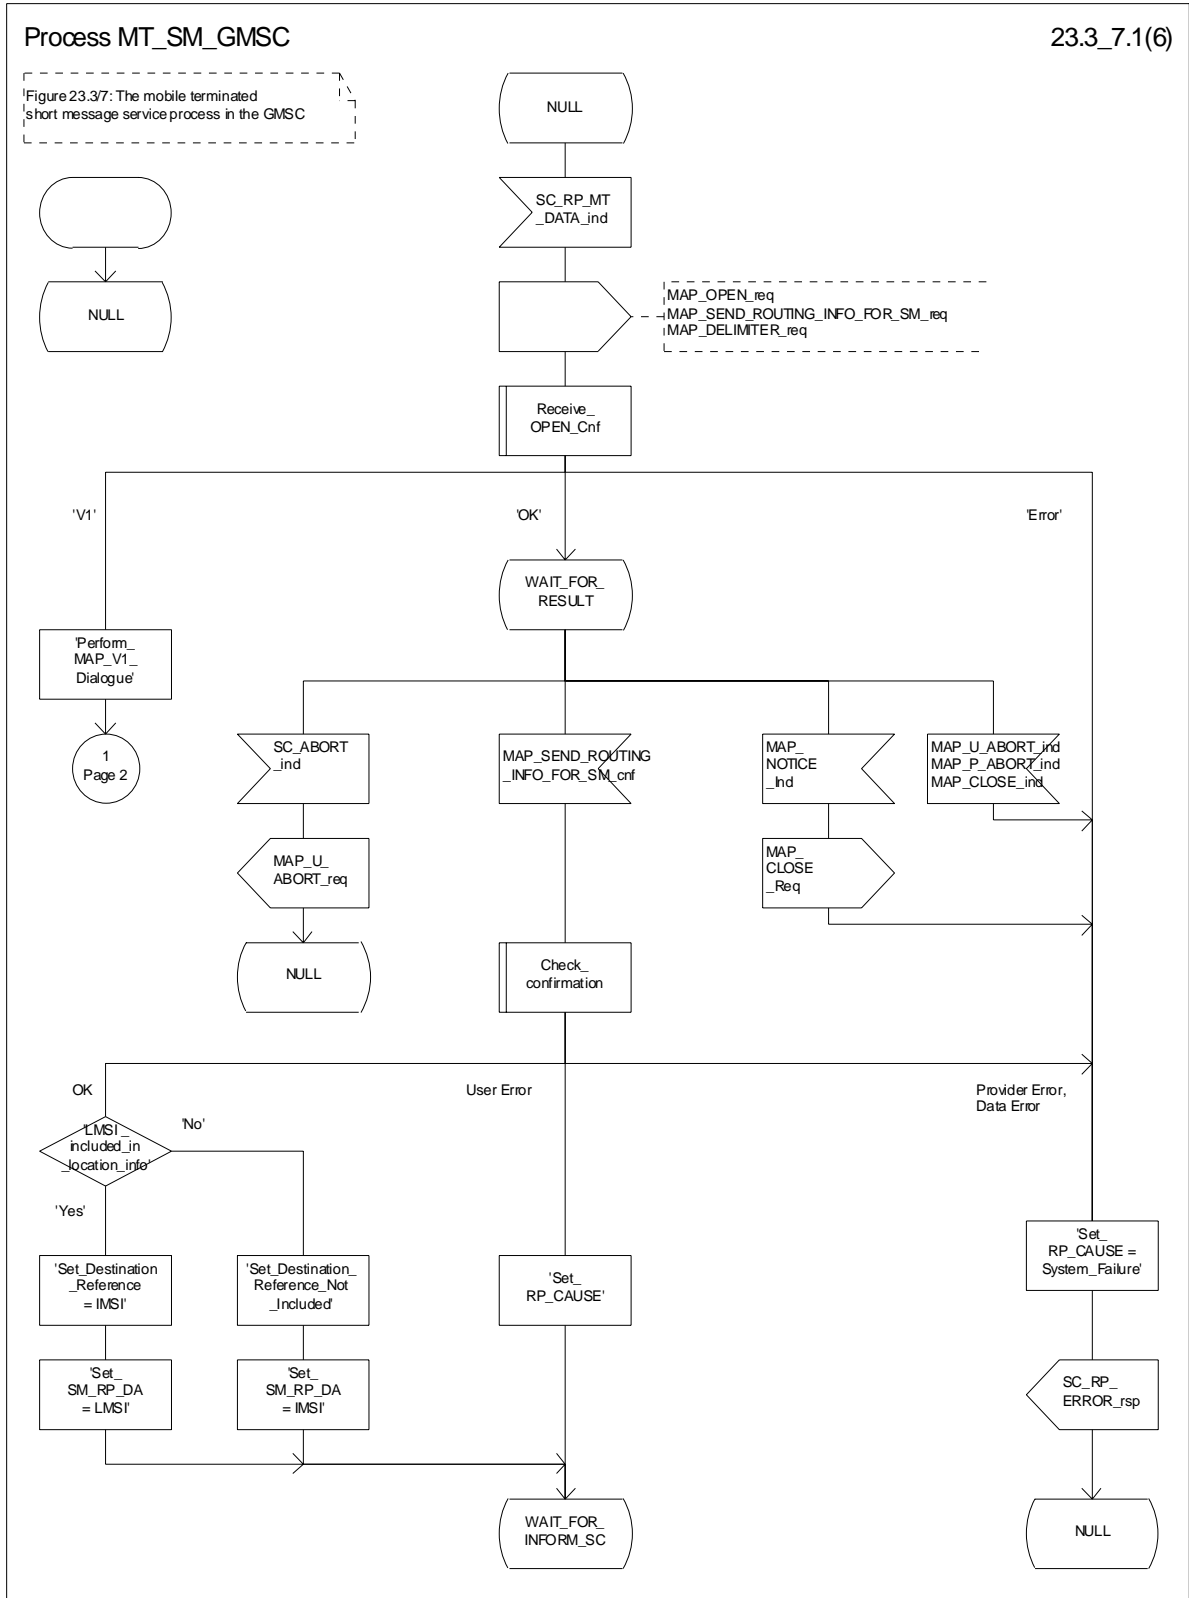 Process MT_SM_GMSC
23.3_7.1(6)
Figure 23.3/7: The mobile terminated
short message service process in the GMSC
NULL
SC_RP_MT
_DATA_ind
NULL
MAP_OPEN_req
MAP_SEND_ROUTING_INFO_FOR_SM_req
MAP_DELIMITER_req
Receive_
OPEN_Cnf
'V1'
'OK'
'Error'
WAIT_FOR_
RESULT
'Perform_
MAP_V1_
Dialogue'
1
Page 2
SC_ABORT
_ind
MAP_SEND_ROUTING
_INFO_FOR_SM_cnf
MAP_
NOTICE
_Ind
MAP_U_ABORT_ind
MAP_P_ABORT_ind
MAP_CLOSE_ind
MAP_U_
ABORT_req
MAP_
CLOSE
_Req
NULL
Check_
confirmation
OK
User Error
Provider Error,
Data Error
'LMSI_
included_in
_location_info'
'No'
'Yes'
'Set_Destination
_Reference
= IMSI'
'Set_Destination_
Reference_Not
_Included'
'Set_
RP_CAUSE'
'Set_
RP_CAUSE =
System_Failure'
'Set_
SM_RP_DA
= LMSI'
'Set_
SM_RP_DA
= IMSI'
SC_RP_
ERROR_rsp
WAIT_FOR_
INFORM_SC
NULL